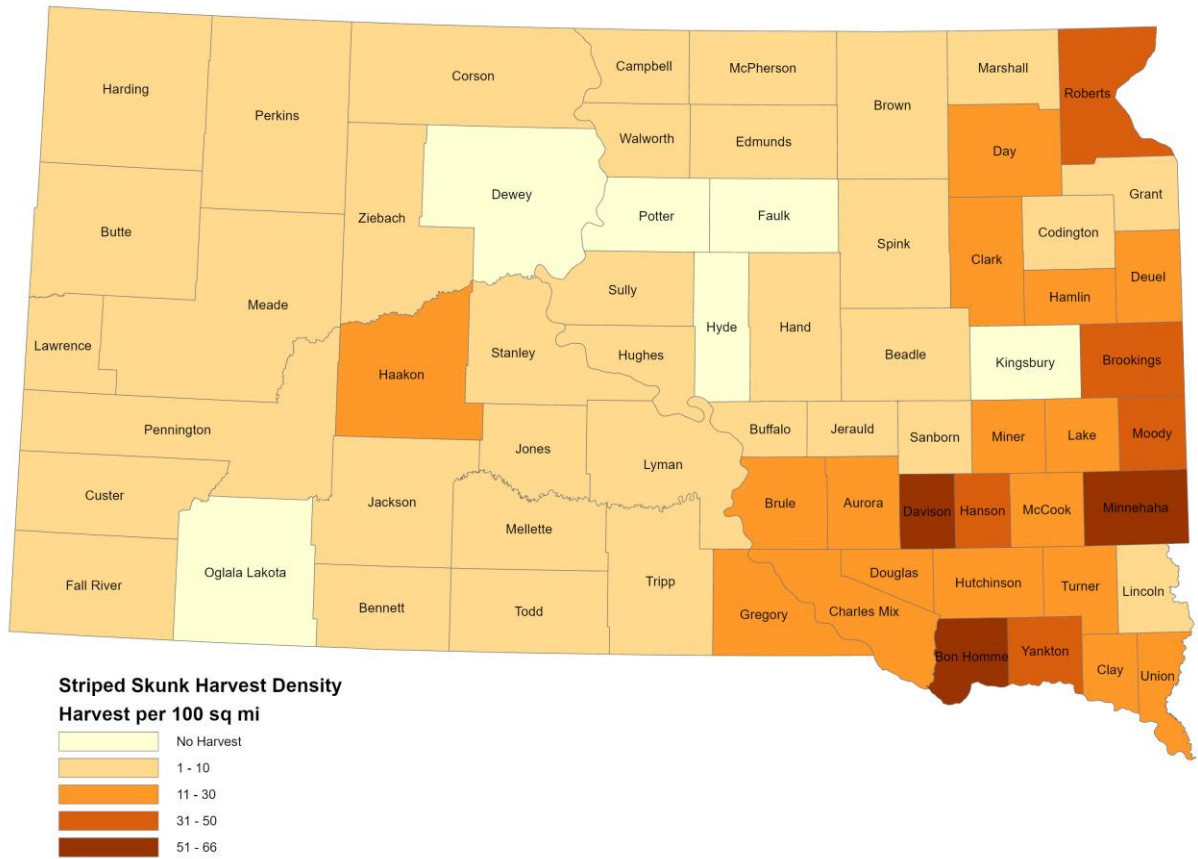 Harding
Perkins
Corson
Campbell
McPherson
Brown
Marshall
Roberts
Walworth
Edmunds
Day
Dewey
Ziebach
Butte
Potter
Faulk
Spink
Grant
Codington
Clark
Deuel
Hamlin
Meade
Sully
Hyde
Hand
Lawrence
Haakon
Stanley
Hughes
Beadle
Kingsbury
Brookings
Pennington
Jones
Lyman
Buffalo
Jerauld
Sanborn
Miner
Lake
Moody
Custer
Jackson
Mellette
Brule
Aurora
Davison
Hanson
McCook
Minnehaha
Fall River
Oglala Lakota
Bennett
Todd
Tripp
Gregory
Douglas
Charles Mix
Hutchinson
Turner
Lincoln
Bon Homme
Yankton
Clay
Union
Striped Skunk Harvest Density
Harvest per 100 sq mi
No Harvest
1 - 10
11 - 30
31 - 50
51 - 66